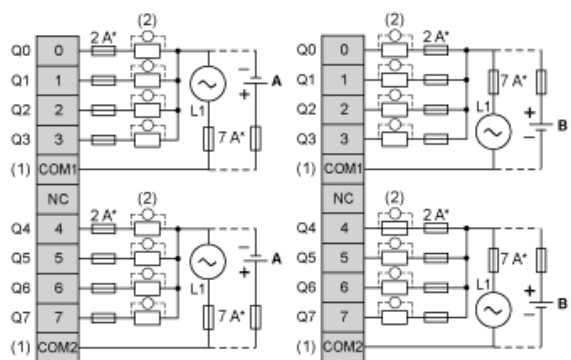 (2)
Q0 0 2 A*
Q1 1
Q2 2
Q3 3
(1) COM1
L1
7 A*
−
+
A
NC
(2)
Q4 4 2 A*
Q5 5
Q6 6
Q7 7
(1) COM2
L1
7 A*
−
+
A
(2)
Q0 0 2 A*
Q1 1
Q2 2
Q3 3
(1) COM1
7 A*
L1
+
−
B
NC
(2)
Q4 4 2 A*
Q5 5
Q6 6
Q7 7
(1) COM2
7 A*
L1
+
−
B